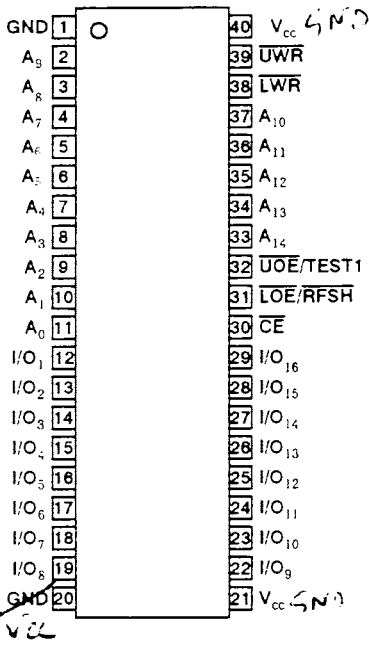 GND 1 40 Vcc GND
A9 2 39 UWR
A8 3 38 LWR
A7 4 37 A10
A6 5 36 A11
A5 6 35 A12
A4 7 34 A13
A3 8 33 A14
A2 9 32 UOE/TEST1
A1 10 31 LOE/RFSH
A0 11 30 CE
I/O1 12 29 I/O16
I/O2 13 28 I/O15
I/O3 14 27 I/O14
I/O4 15 26 I/O13
I/O5 16 25 I/O12
I/O6 17 24 I/O11
I/O7 18 23 I/O10
I/O8 19 22 I/O9
GND 20 21 Vcc GND
VCC